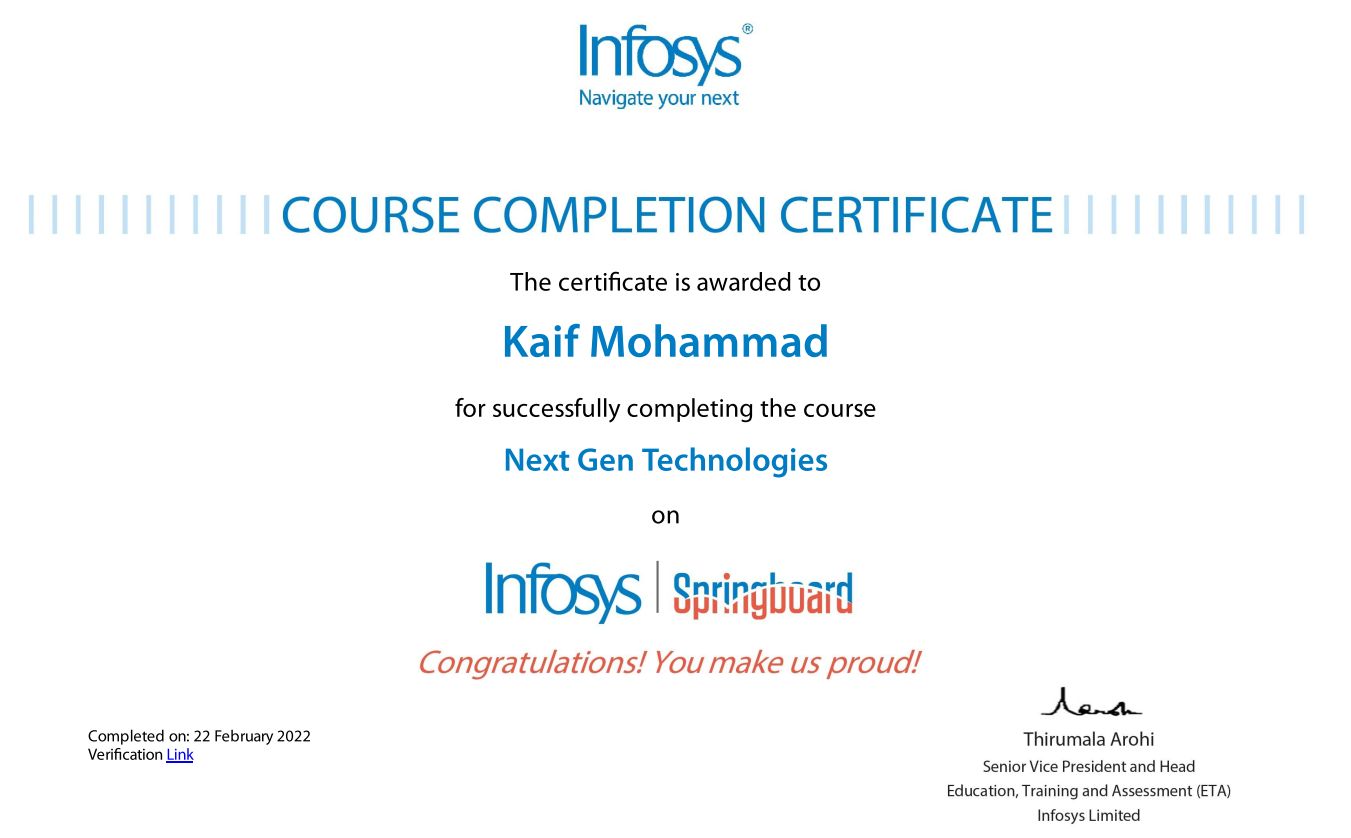 Infosys®
Navigate your next
COURSE COMPLETION CERTIFICATE
The certificate is awarded to
Kaif Mohammad
for successfully completing the course
Next Gen Technologies
on
Infosys | Springboard
Congratulations! You make us proud!
Completed on: 22 February 2022
Verification Link
Thirumala Arohi
Senior Vice President and Head
Education, Training and Assessment (ETA)
Infosys Limited